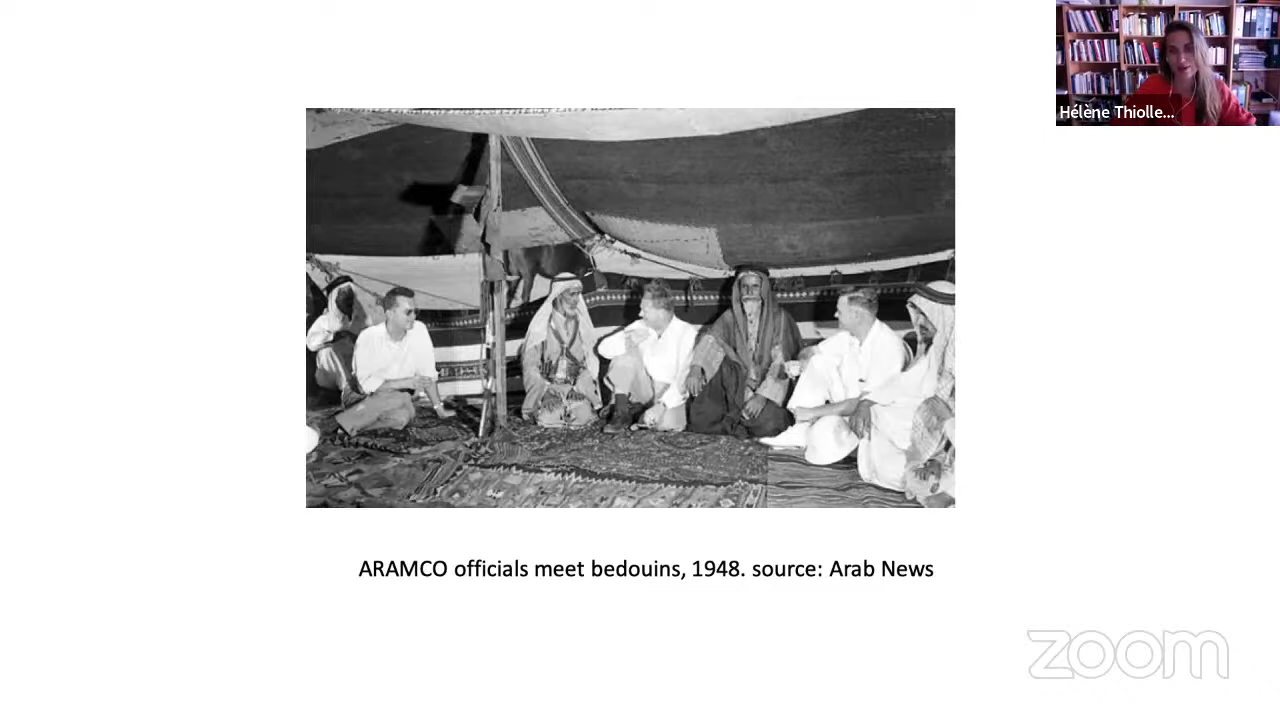 Hélène Thiolle...
ARAMCO officials meet bedouins, 1948. source: Arab News
zoom